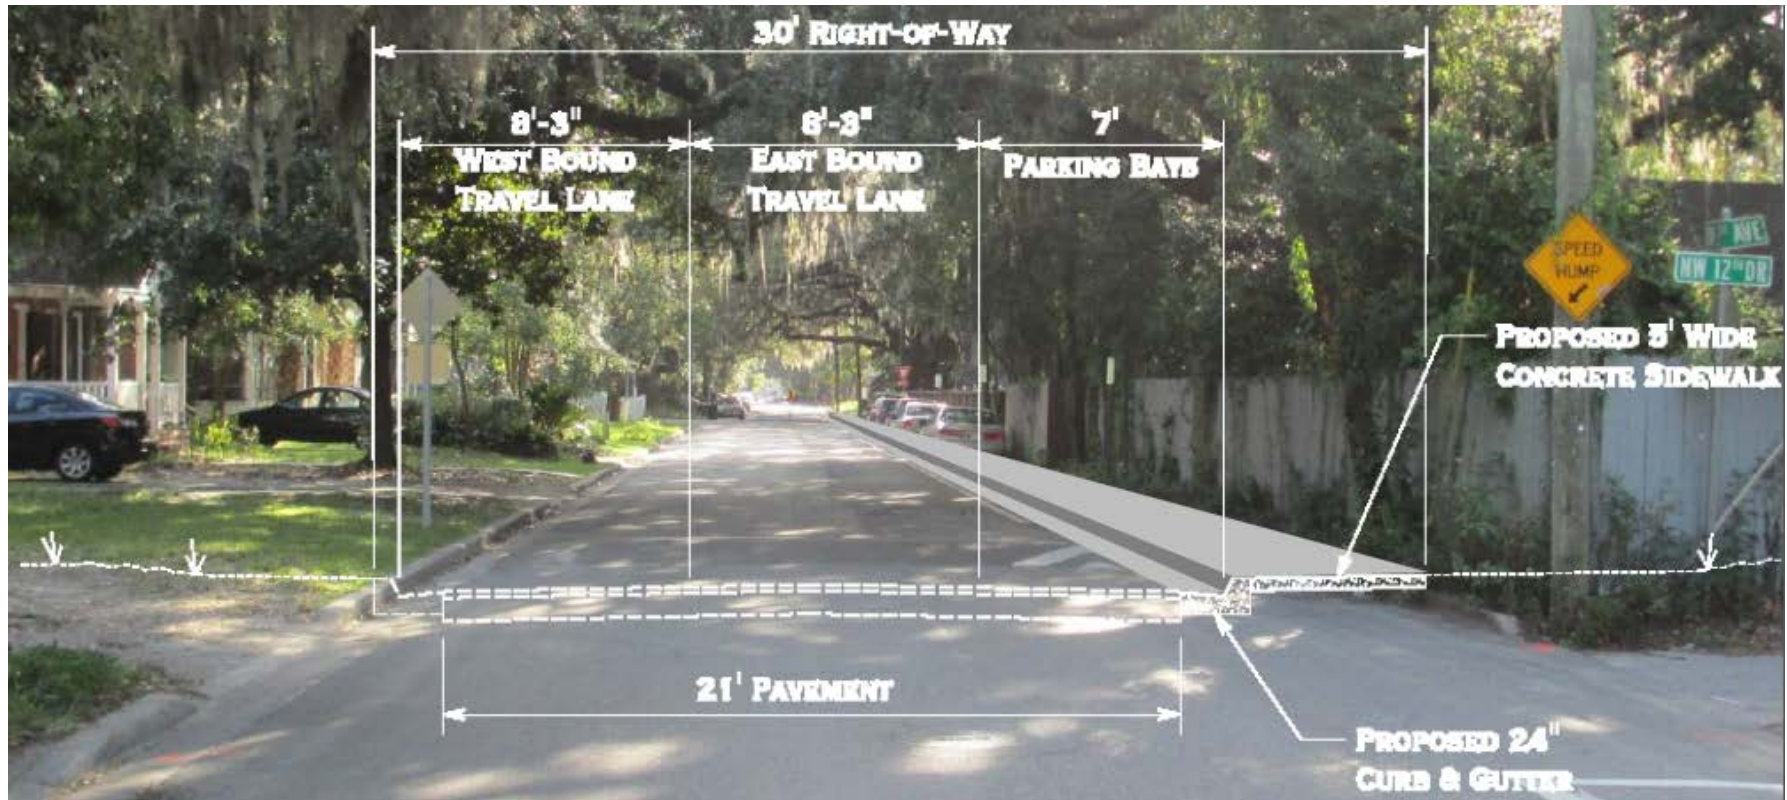 30' RIGHT-OF-WAY
8'-3" 8'-3" 7'
WEST BOUND TRAVEL LANE
EAST BOUND TRAVEL LANE
PARKING BAYS
AVE
NW 12TH DR
SPEED
HUMP
PROPOSED 5' WIDE
CONCRETE SIDEWALK
21' PAVEMENT
PROPOSED 24"
CURB & GUTTER